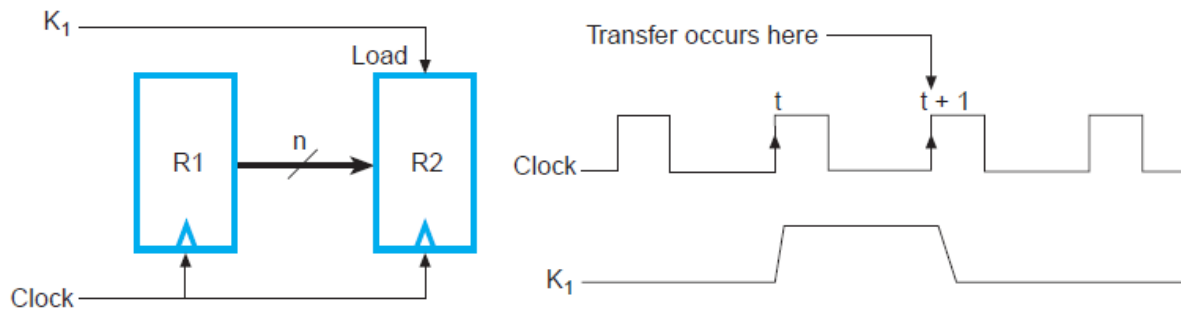 K₁
Load
R1
n
R2
Clock
Transfer occurs here
t
t + 1
Clock
K₁